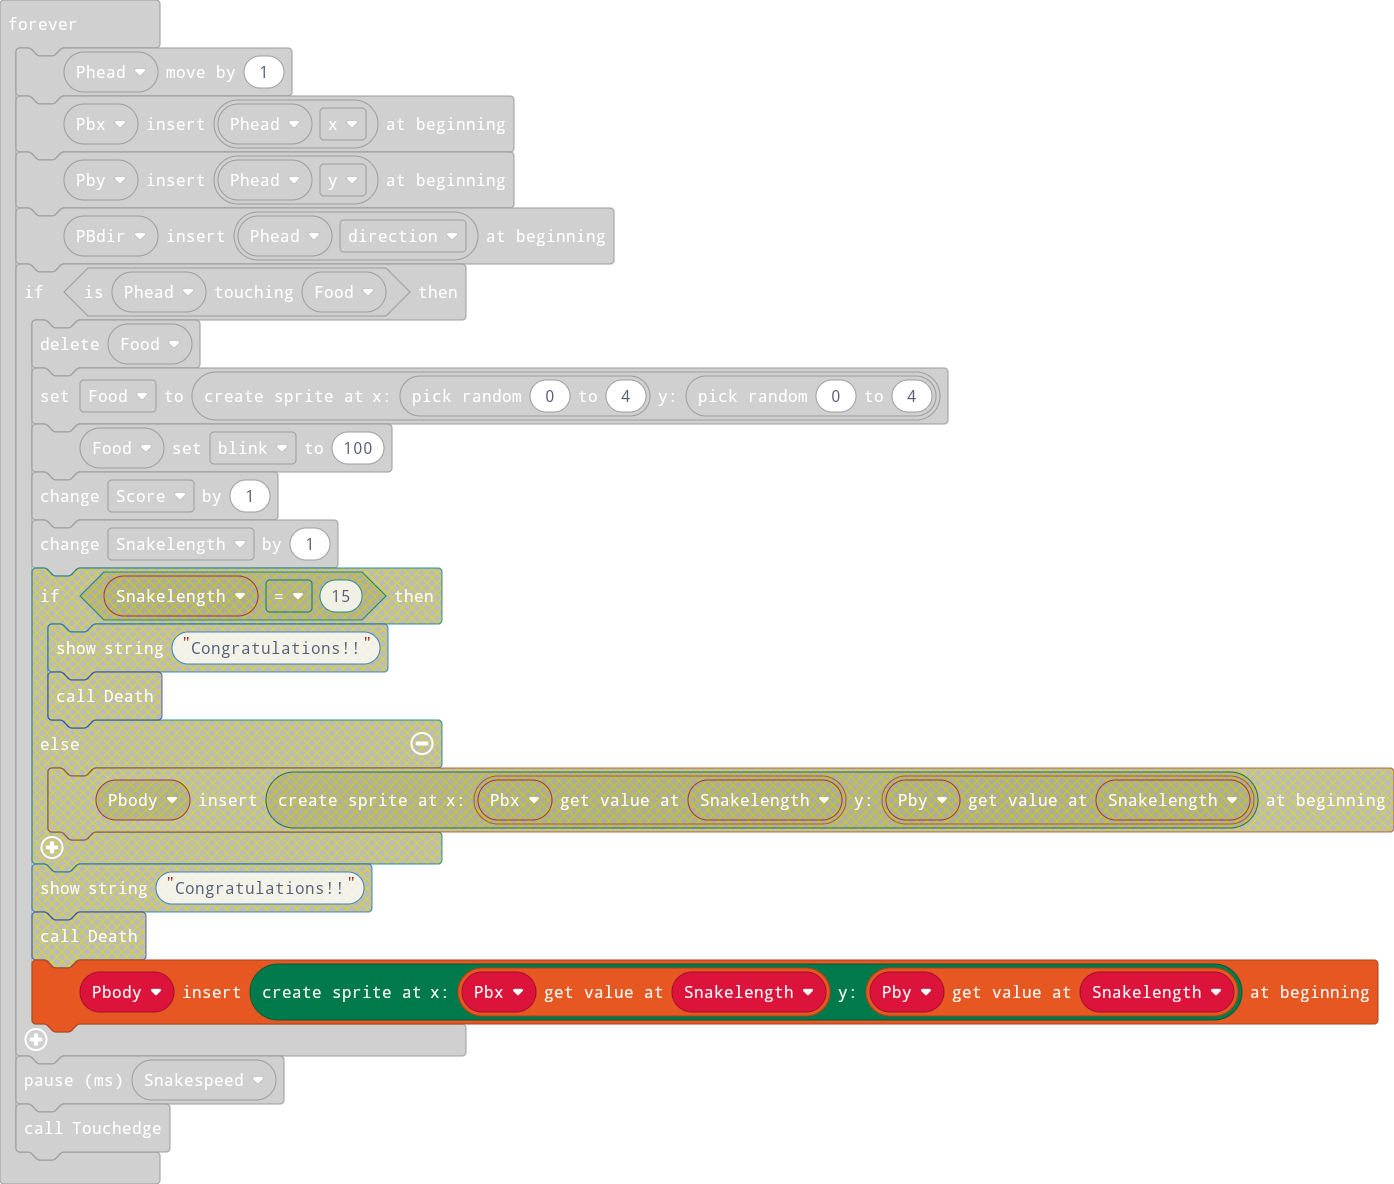 forever
Phead move by 1
Pbx insert Phead x at beginning
Pby insert Phead y at beginning
PBdir insert Phead direction at beginning
if is Phead touching Food then
delete Food
set Food to create sprite at x: pick random 0 to 4 y: pick random 0 to 4
Food set blink to 100
change Score by 1
change Snakelength by 1
if Snakelength = 15 then
show string "Congratulations!!"
call Death
else
Pbody insert create sprite at x: Pbx get value at Snakelength y: Pby get value at Snakelength at beginning
show string "Congratulations!!"
call Death
Pbody insert create sprite at x: Pbx get value at Snakelength y: Pby get value at Snakelength at beginning
pause (ms) Snakespeed
call Touchedge